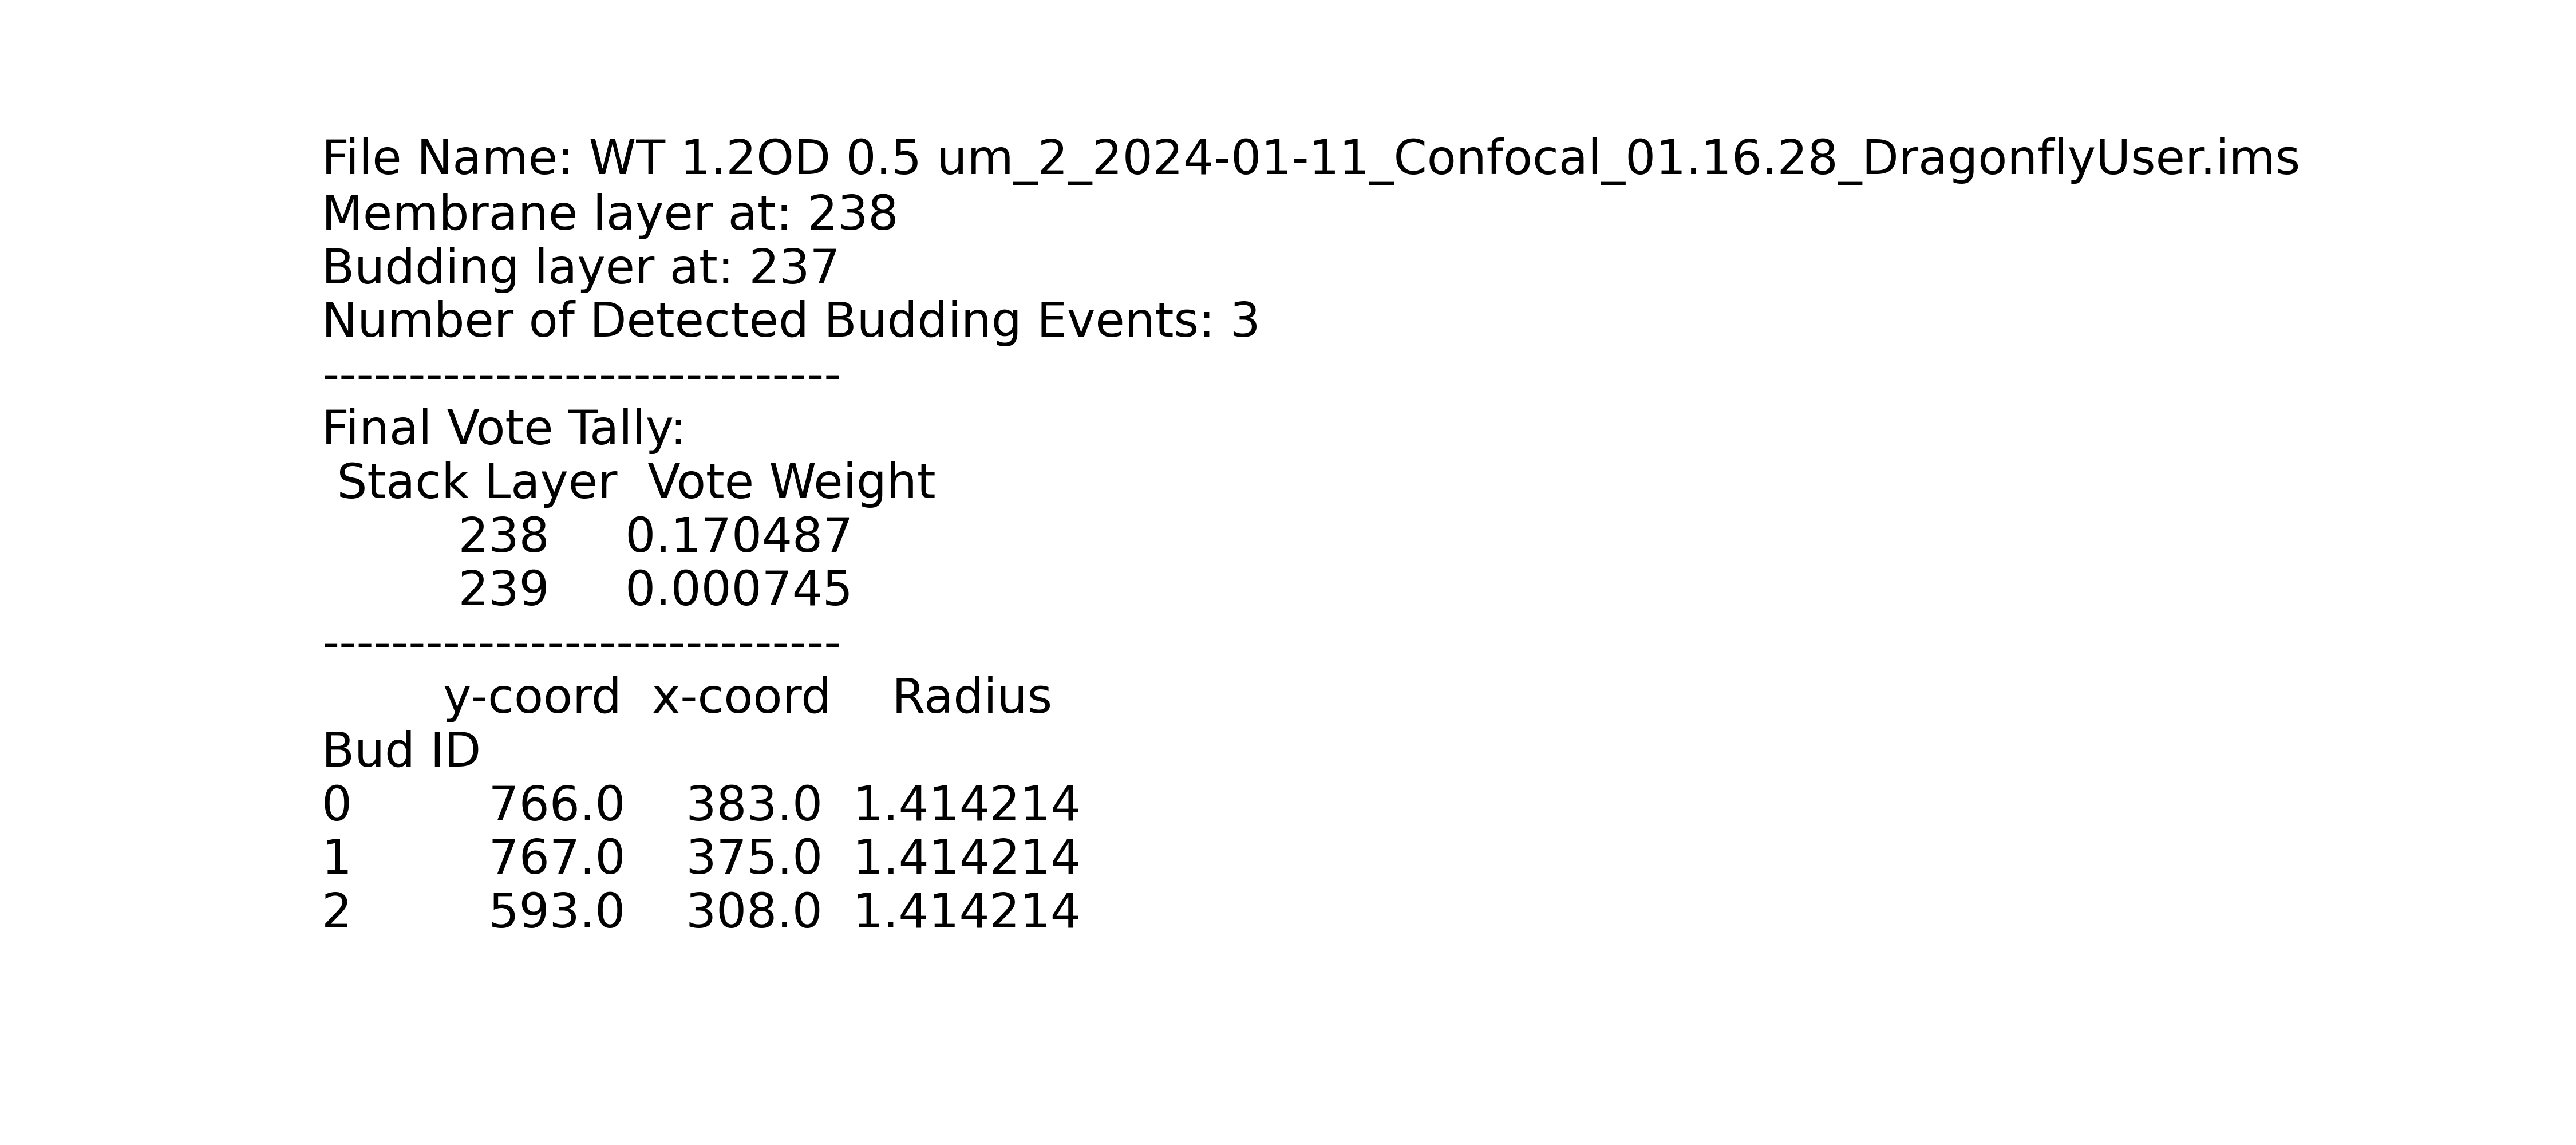 File Name: WT 1.2OD 0.5 um_2_2024-01-11_Confocal_01.16.28_DragonflyUser.ims
Membrane layer at: 238
Budding layer at: 237
Number of Detected Budding Events: 3
------------------------------
Final Vote Tally:
Stack Layer  Vote Weight
238     0.170487
239     0.000745
------------------------------
y-coord  x-coord    Radius
Bud ID
0         766.0    383.0  1.414214
1         767.0    375.0  1.414214
2         593.0    308.0  1.414214